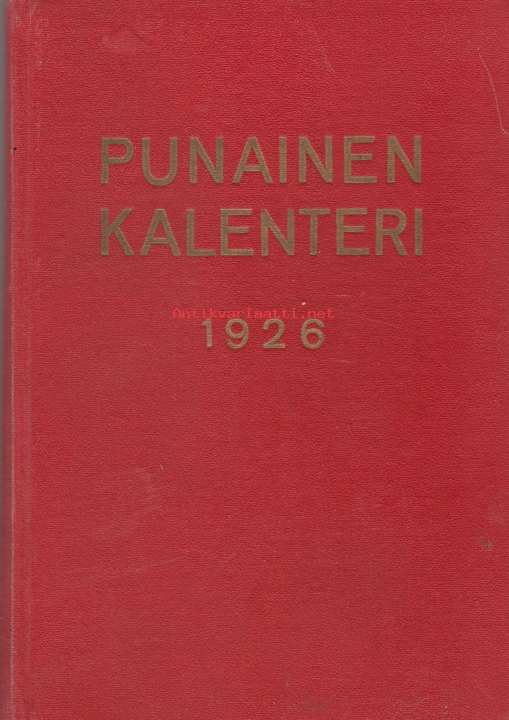 PUNAINEN
KALENTERI
Antikvariaatti.net
1926